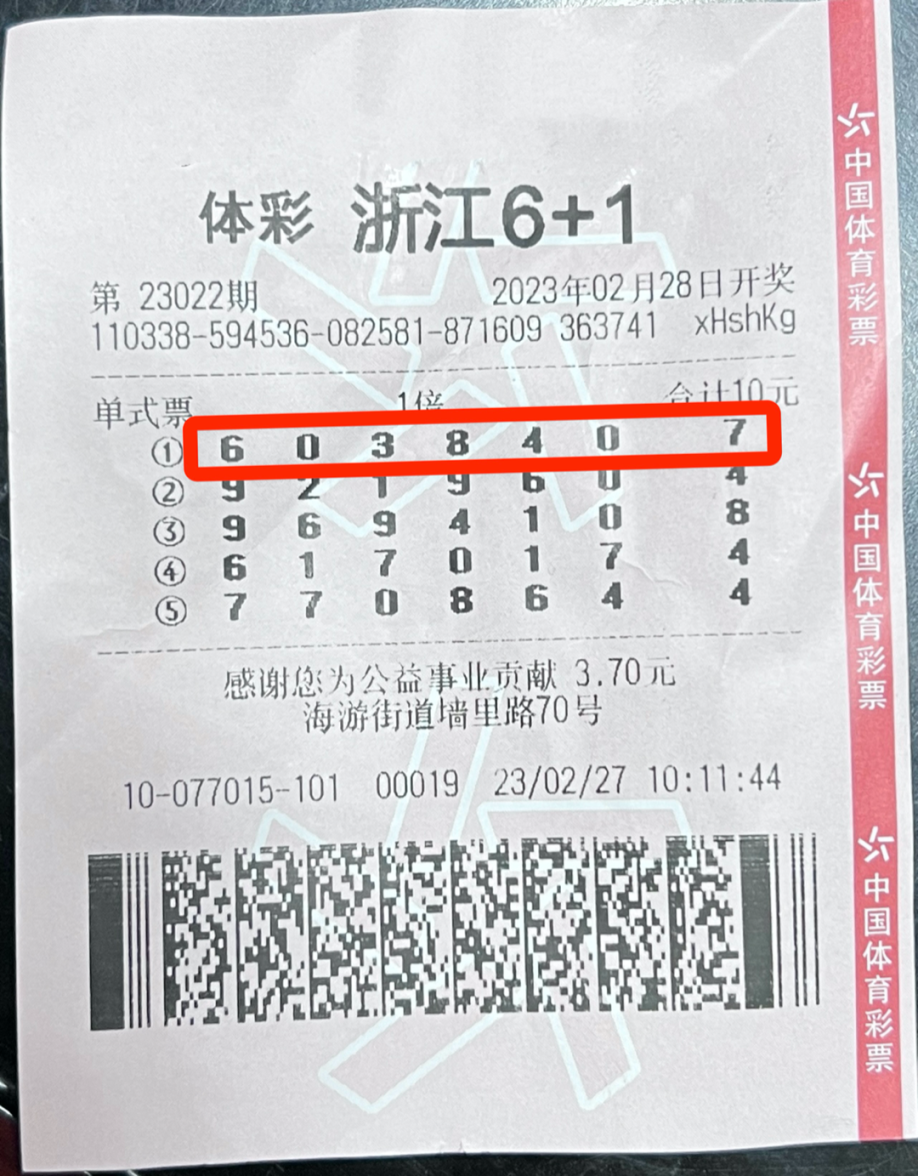 体彩 浙江6+1
第 23022期 2023年02月28日开奖
110338-594536-082581-871609 363741 xHshKg
单式票 1倍 合计10元
① 6 0 3 8 4 0 7
② 9 2 1 9 6 0 4
③ 9 6 9 4 1 0 8
④ 6 1 7 0 1 7 4
⑤ 7 7 0 8 6 4 4
感谢您为公益事业贡献 3.70元
海游街道墙里路70号
10-077015-101 00019 23/02/27 10:11:44
中国体育彩票
中国体育彩票
中国体育彩票